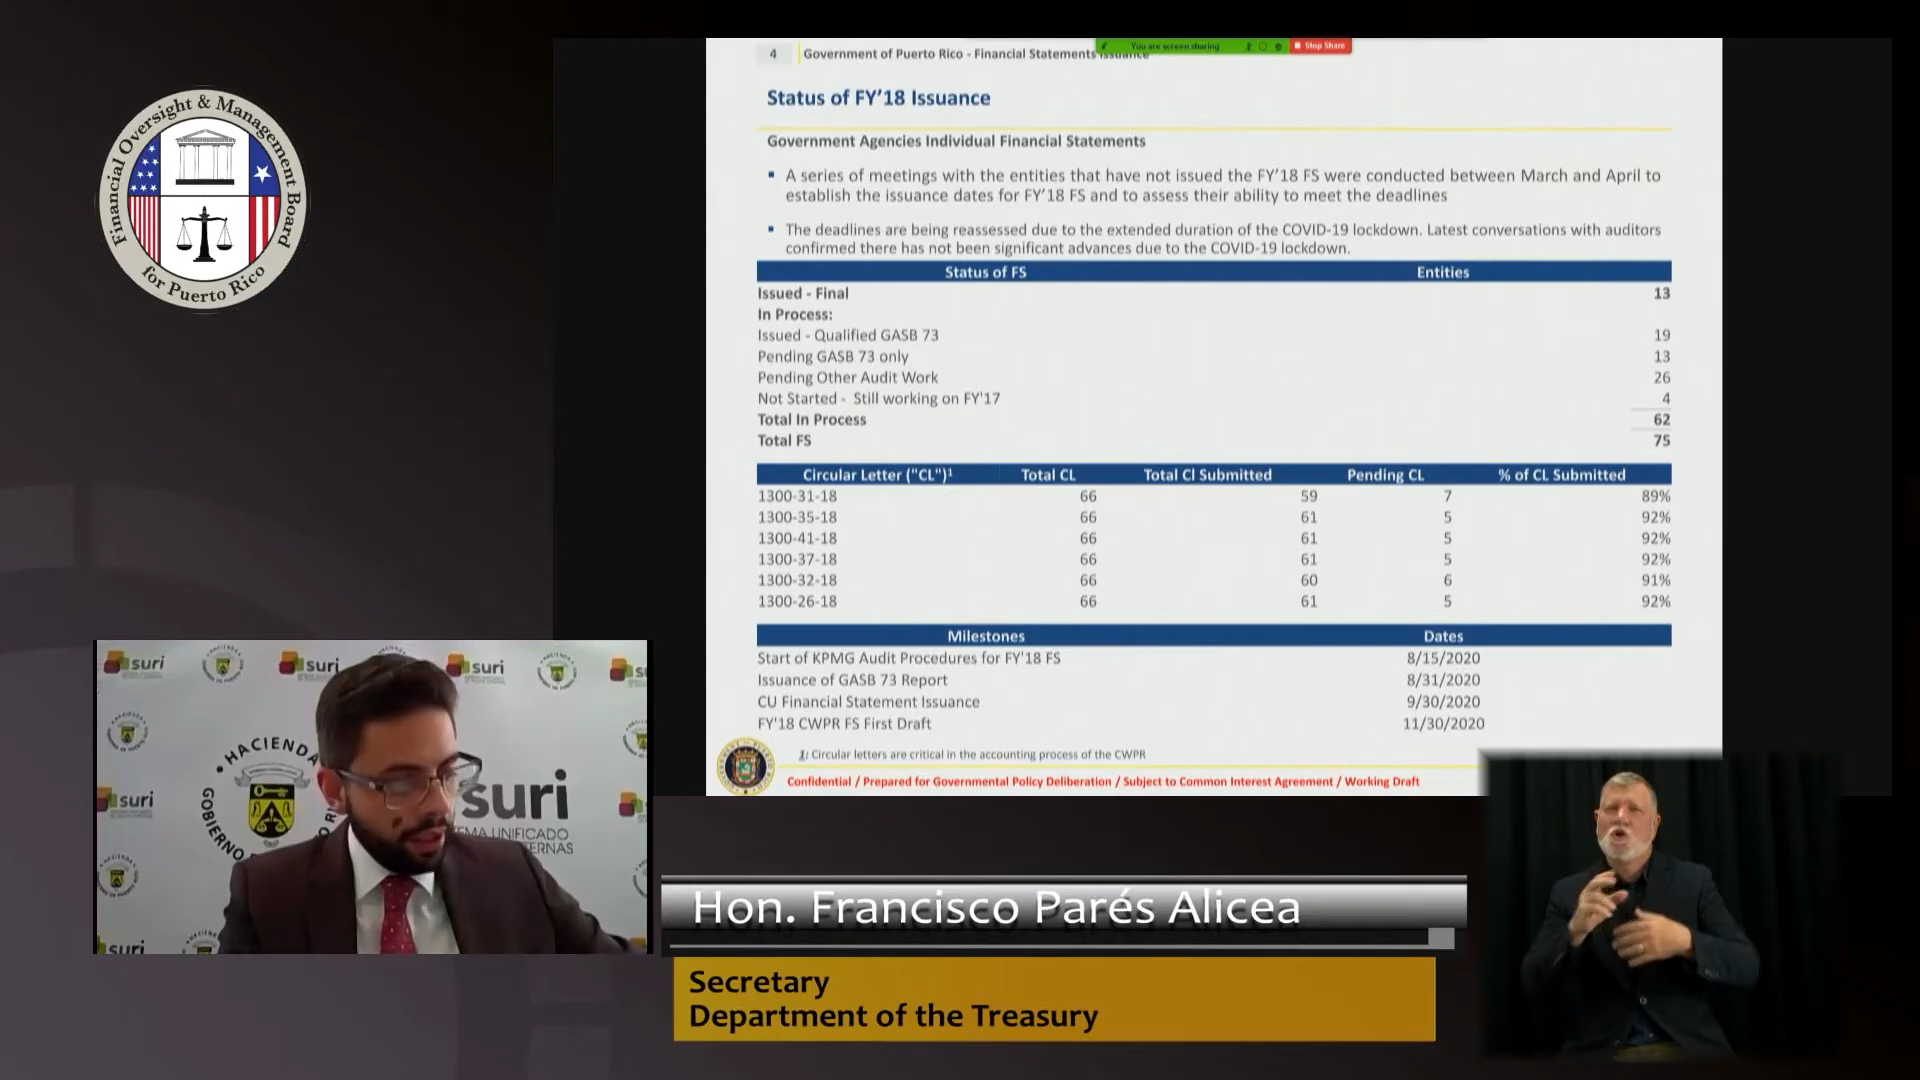 Financial Oversight & Management Board
for Puerto Rico
You are screen sharing
Stop Share
4 Government of Puerto Rico - Financial Statements Issuance
Status of FY'18 Issuance
Government Agencies Individual Financial Statements
▪ A series of meetings with the entities that have not issued the FY'18 FS were conducted between March and April to
establish the issuance dates for FY'18 FS and to assess their ability to meet the deadlines
▪ The deadlines are being reassessed due to the extended duration of the COVID-19 lockdown. Latest conversations with auditors
confirmed there has not been significant advances due to the COVID-19 lockdown.
Status of FS Entities
Issued - Final 13
In Process:
Issued - Qualified GASB 73 19
Pending GASB 73 only 13
Pending Other Audit Work 26
Not Started - Still working on FY'17 4
Total In Process 62
Total FS 75
Circular Letter ("CL")¹ Total CL Total Cl Submitted Pending CL % of CL Submitted
1300-31-18 66 59 7 89%
1300-35-18 66 61 5 92%
1300-41-18 66 61 5 92%
1300-37-18 66 61 5 92%
1300-32-18 66 60 6 91%
1300-26-18 66 61 5 92%
Milestones Dates
Start of KPMG Audit Procedures for FY'18 FS 8/15/2020
Issuance of GASB 73 Report 8/31/2020
CU Financial Statement Issuance 9/30/2020
FY'18 CWPR FS First Draft 11/30/2020
1: Circular letters are critical in the accounting process of the CWPR
Confidential / Prepared for Governmental Policy Deliberation / Subject to Common Interest Agreement / Working Draft
suri
suri
suri
HACIENDA
GOBIERNO
suri
suri
UNIFICADO
suri
Hon. Francisco Parés Alicea
Secretary
Department of the Treasury